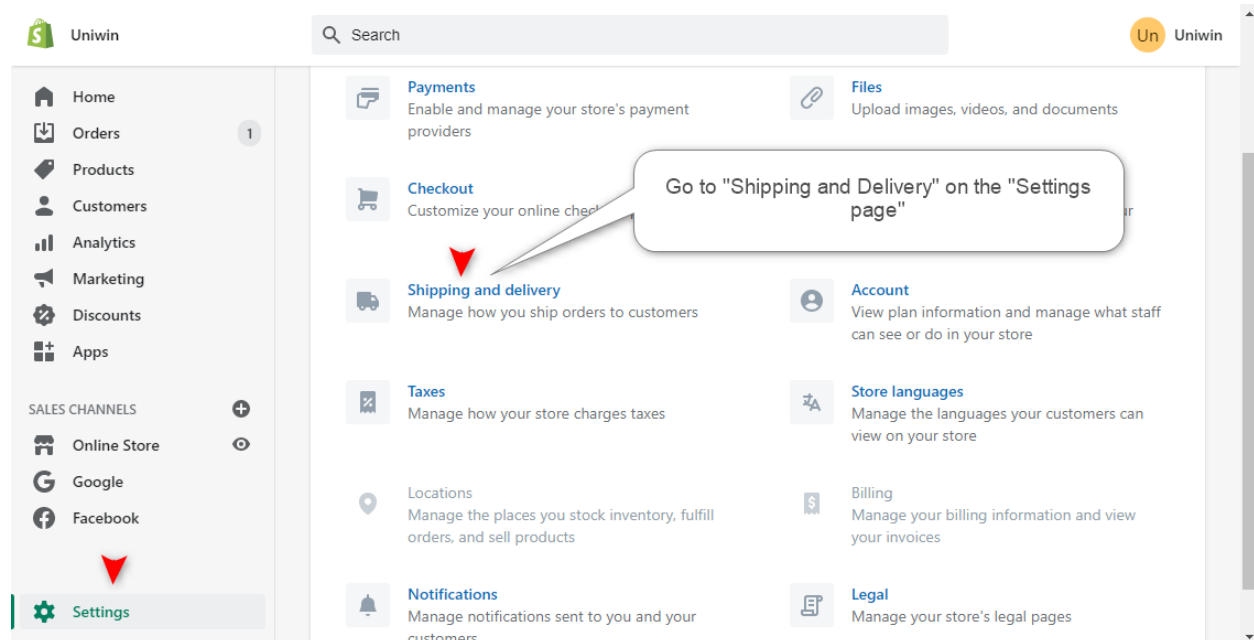 Uniwin
Search
Un Uniwin
Home
Orders 1
Products
Customers
Analytics
Marketing
Discounts
Apps
SALES CHANNELS
Online Store
Google
Facebook
Settings
Payments
Enable and manage your store's payment
providers
Files
Upload images, videos, and documents
Checkout
Customize your online
Go to "Shipping and Delivery" on the "Settings
page"
Shipping and delivery
Manage how you ship orders to customers
Account
View plan information and manage what staff
can see or do in your store
Taxes
Manage how your store charges taxes
Store languages
Manage the languages your customers can
view on your store
Locations
Manage the places you stock inventory, fulfill
orders, and sell products
Billing
Manage your billing information and view
your invoices
Notifications
Manage notifications sent to you and your
customers
Legal
Manage your store's legal pages